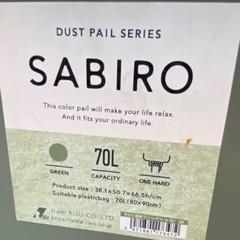 DUST PAIL SERIES
SABIRO
This color pail will make your life relax.
And it fits your ordinary life.
70L
GREEN
CAPACITY
ONE HAND
Product size : 38.1×50.7×66.5h/cm
Suitable plasticbag : 70L (80×90cm)
from RISU CO.,LTD.